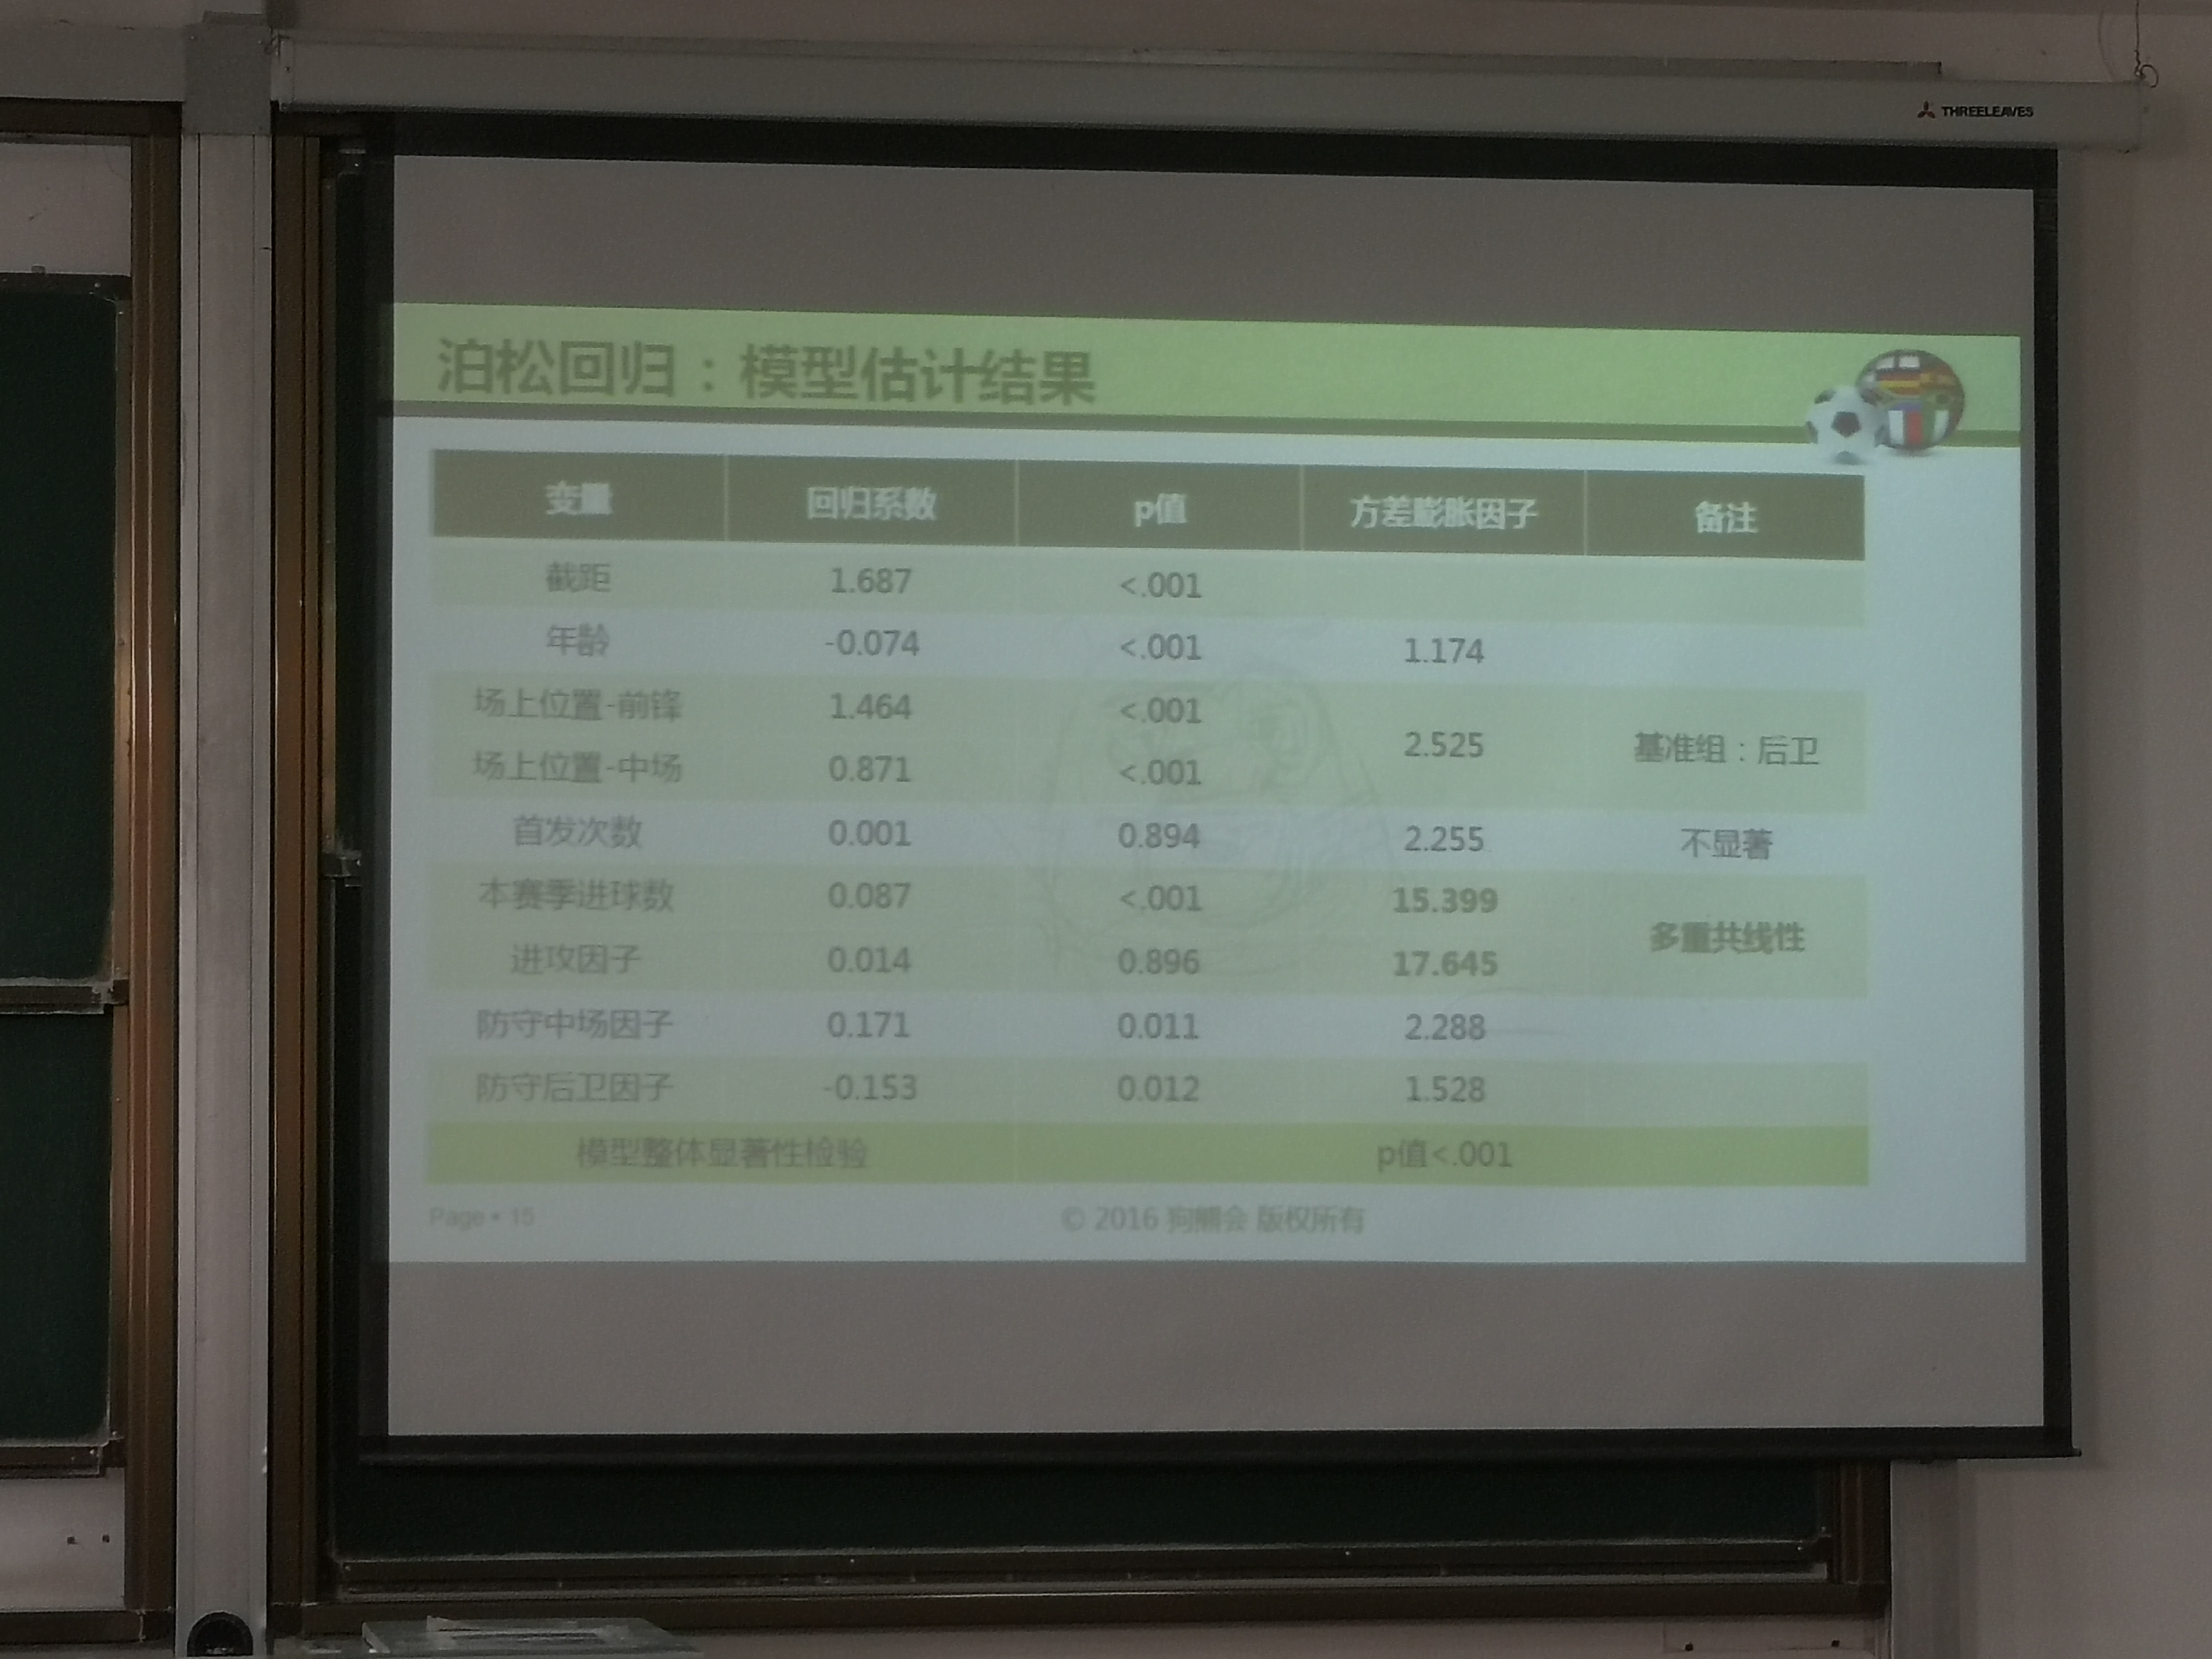 THREELEAVES
泊松回归：模型估计结果
变量 回归系数 p值 方差膨胀因子 备注
截距 1.687 <.001
年龄 -0.074 <.001 1.174
场上位置-前锋 1.464 <.001
2.525 基准组：后卫
场上位置-中场 0.871 <.001
首发次数 0.001 0.894 2.255 不显著
本赛季进球数 0.087 <.001 15.399
多重共线性
进攻因子 0.014 0.896 17.645
防守中场因子 0.171 0.011 2.288
防守后卫因子 -0.153 0.012 1.528
模型整体显著性检验 p值<.001
Page ▪ 15 © 2016 狗熊会 版权所有